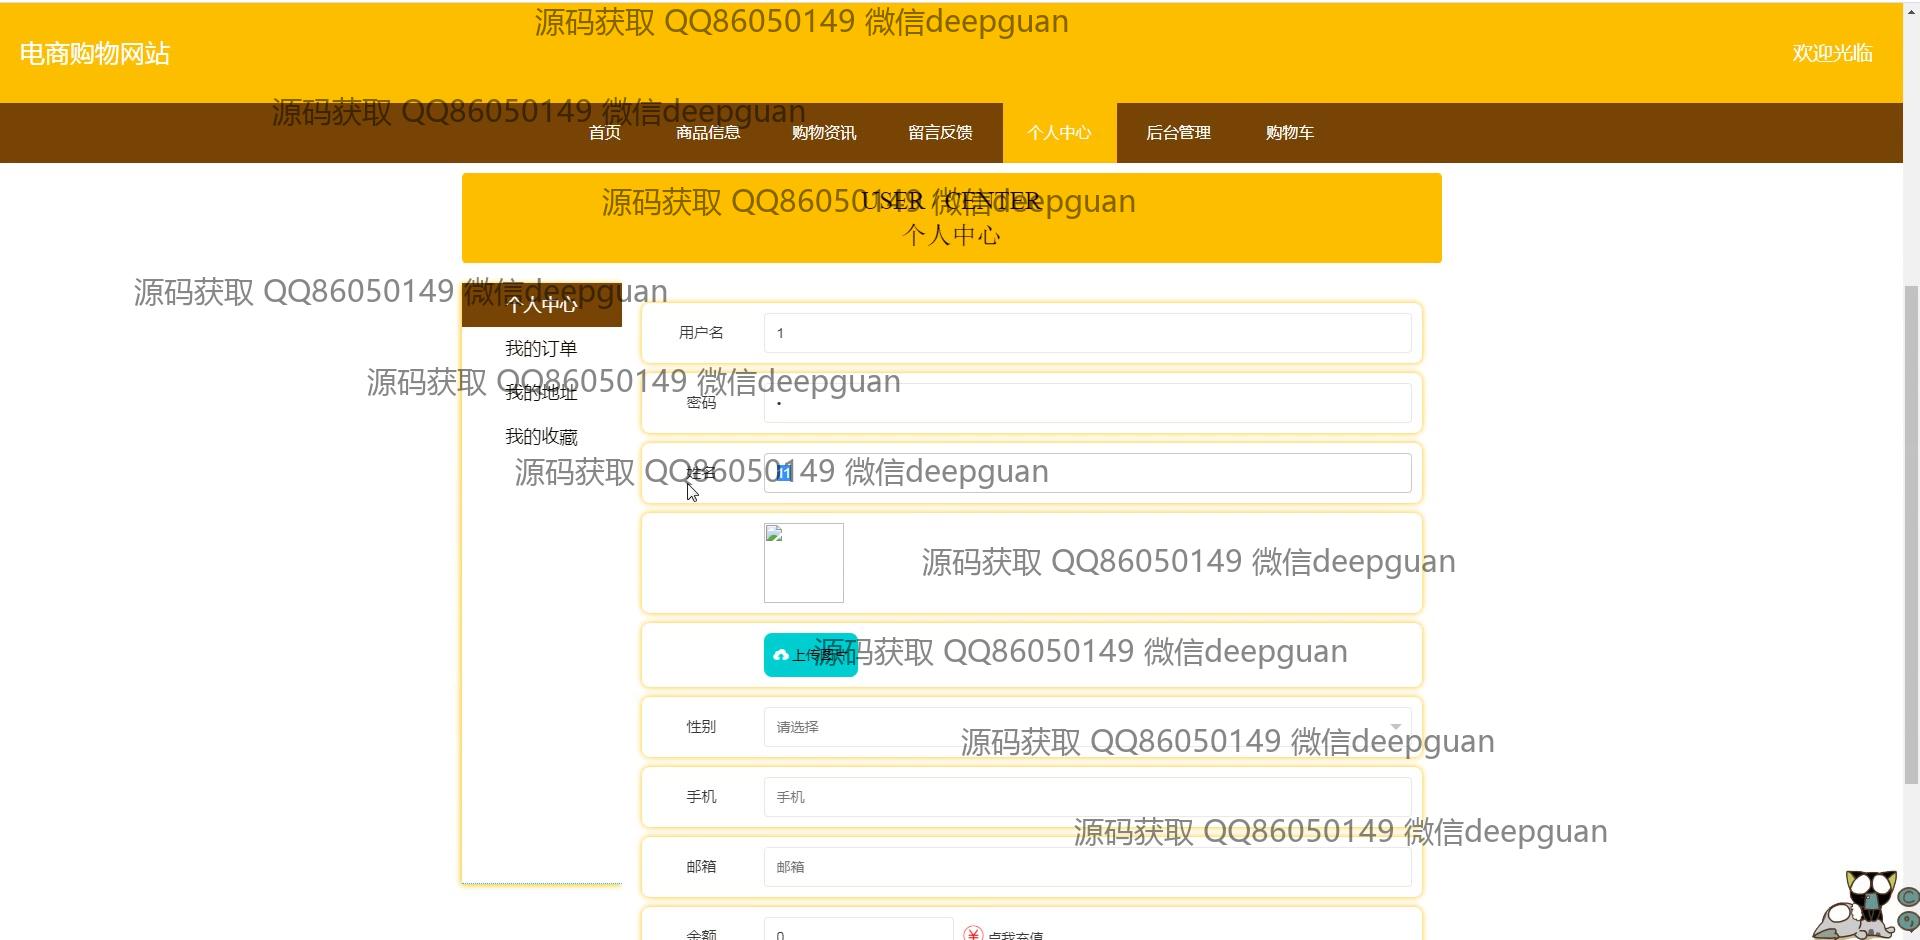 源码获取 QQ86050149 微信deepguan
电商购物网站
欢迎光临
源码获取 QQ86050149 微信deepguan
首页 商品信息 购物资讯 留言反馈 个人中心 后台管理 购物车
源码获取 QQ86050149 微信deepguan
USER / CENTER
个人中心
源码获取 QQ86050149 微信deepguan
个人中心
用户名 1
我的订单
源码获取 QQ86050149 微信deepguan
我的地址
密码 •
我的收藏
源码获取 QQ86050149 微信deepguan
姓名 11
源码获取 QQ86050149 微信deepguan
上传图片
源码获取 QQ86050149 微信deepguan
性别 请选择
源码获取 QQ86050149 微信deepguan
手机 手机
源码获取 QQ86050149 微信deepguan
邮箱 邮箱
金额 0 ¥ 点我充值